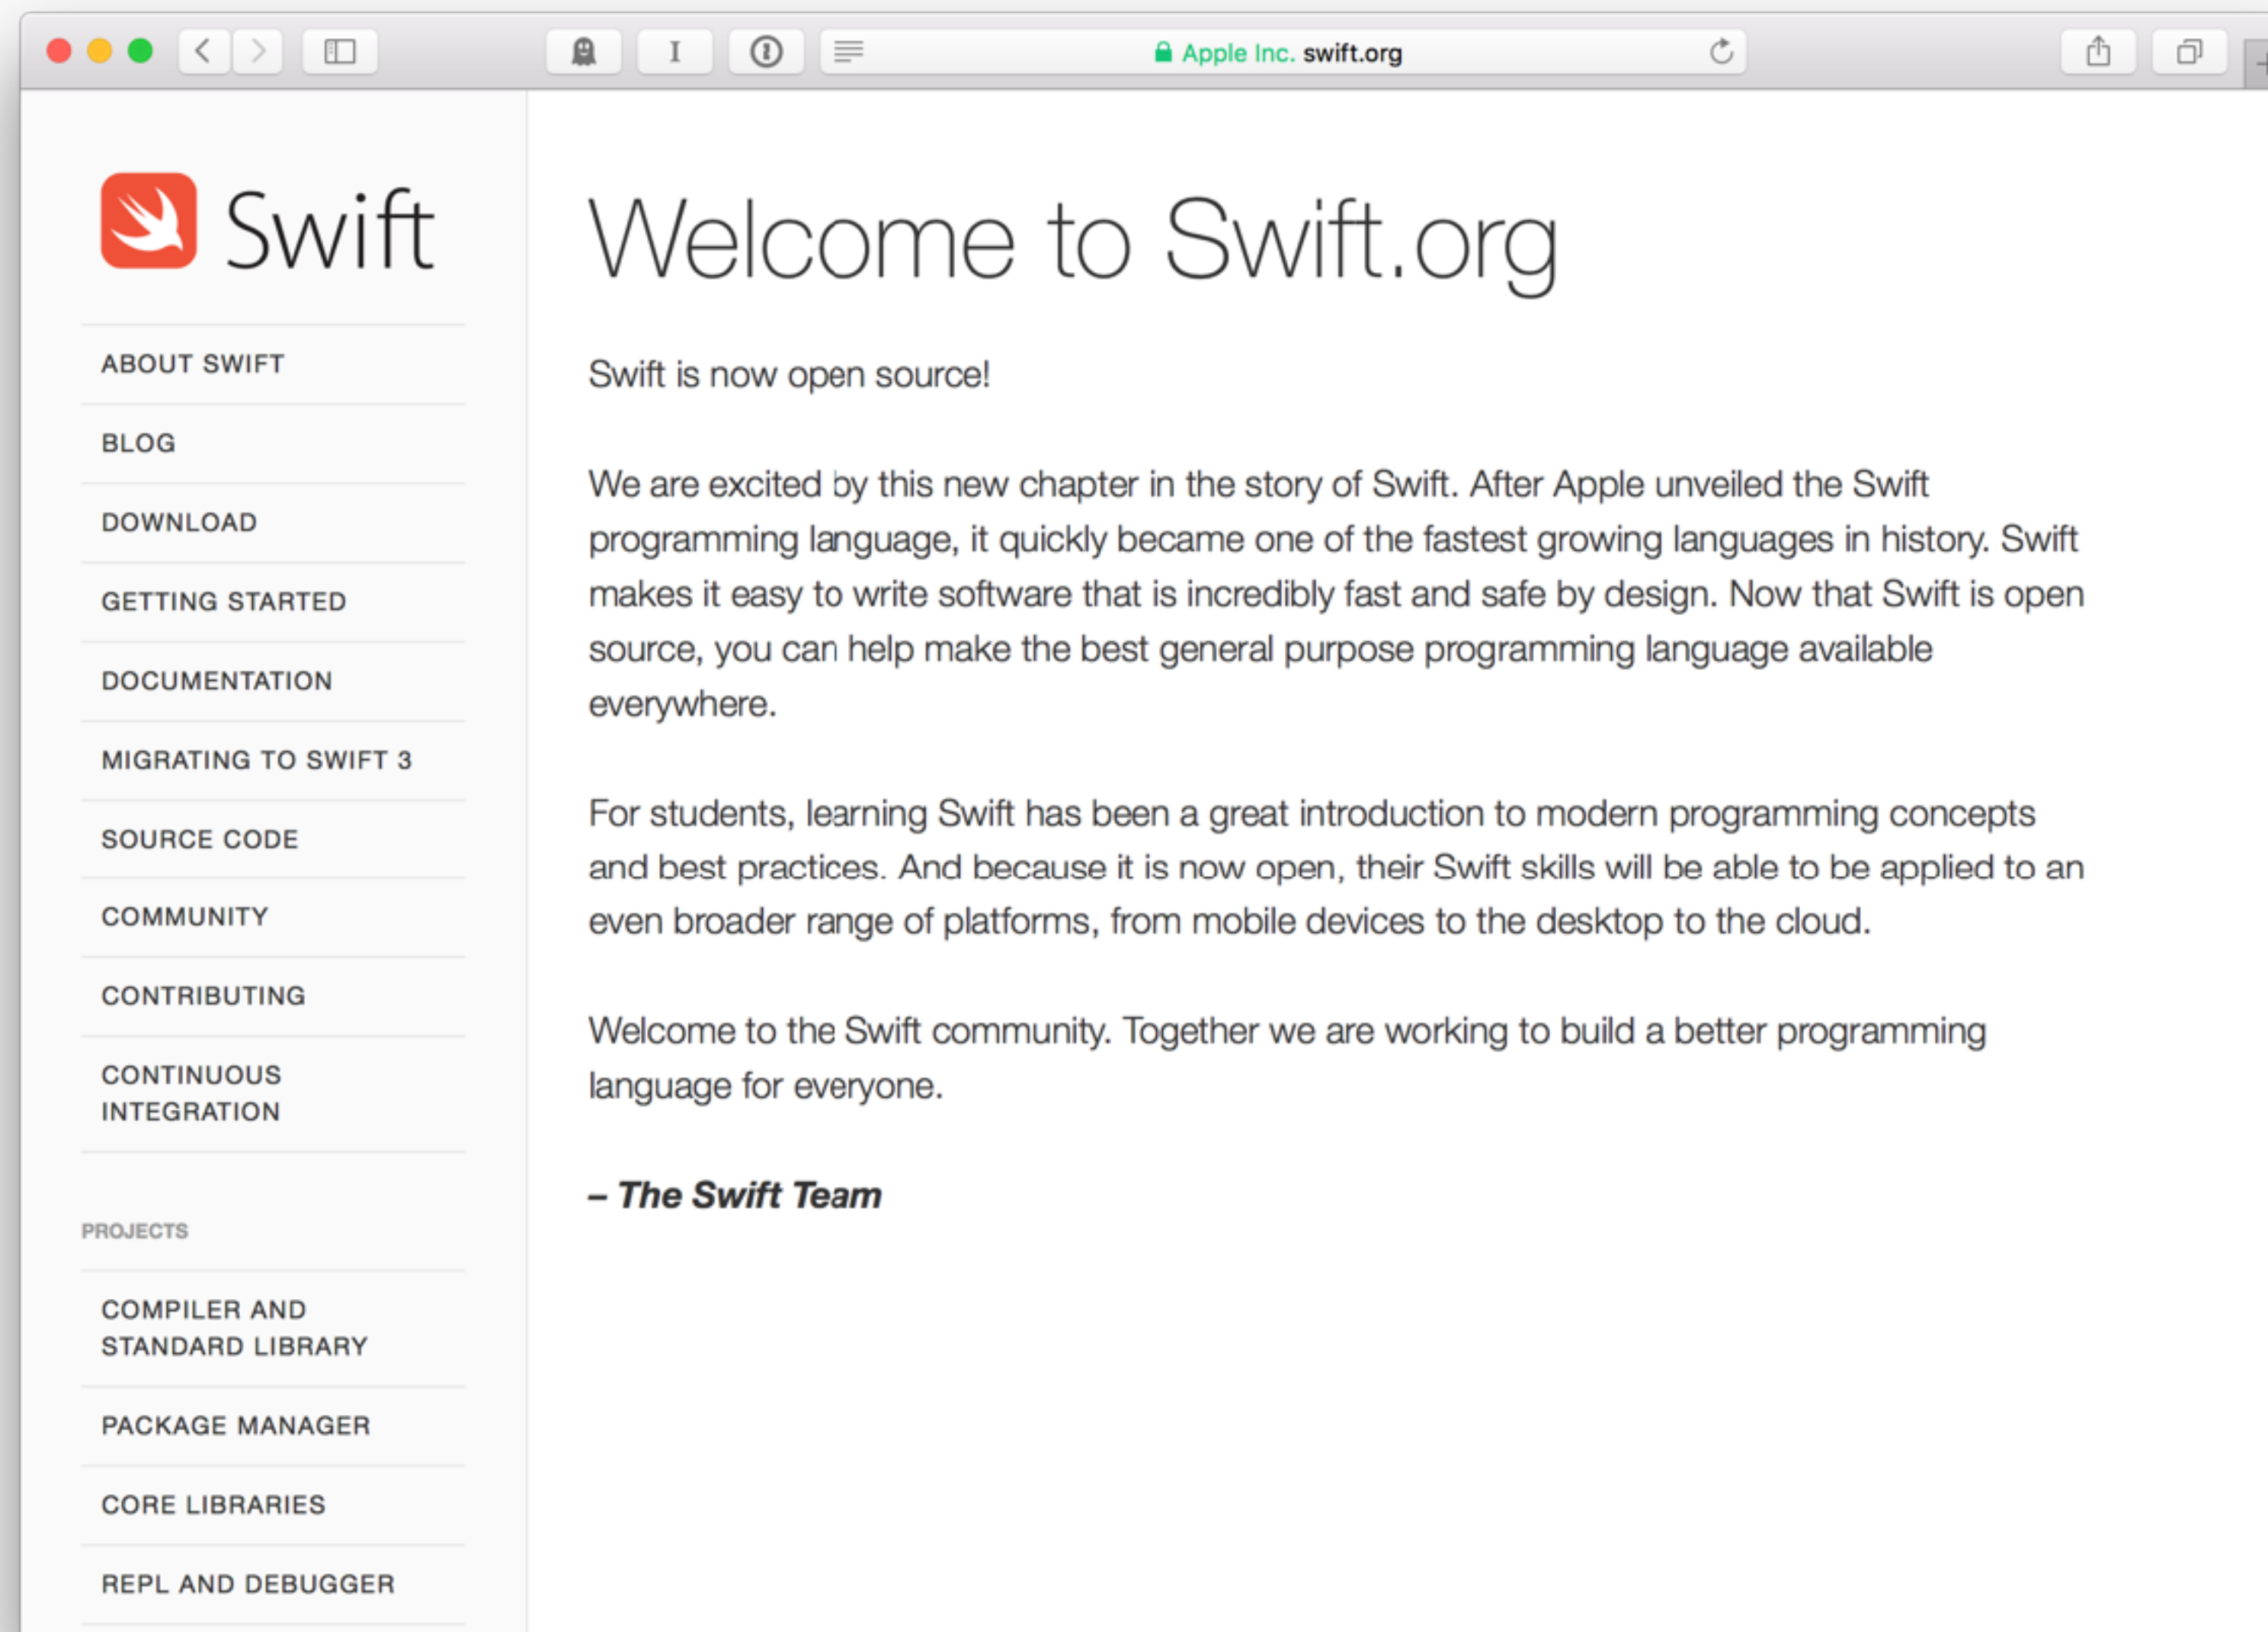 Apple Inc. swift.org
Swift
ABOUT SWIFT
BLOG
DOWNLOAD
GETTING STARTED
DOCUMENTATION
MIGRATING TO SWIFT 3
SOURCE CODE
COMMUNITY
CONTRIBUTING
CONTINUOUS
INTEGRATION
PROJECTS
COMPILER AND
STANDARD LIBRARY
PACKAGE MANAGER
CORE LIBRARIES
REPL AND DEBUGGER
Welcome to Swift.org
Swift is now open source!
We are excited by this new chapter in the story of Swift. After Apple unveiled the Swift
programming language, it quickly became one of the fastest growing languages in history. Swift
makes it easy to write software that is incredibly fast and safe by design. Now that Swift is open
source, you can help make the best general purpose programming language available
everywhere.
For students, learning Swift has been a great introduction to modern programming concepts
and best practices. And because it is now open, their Swift skills will be able to be applied to an
even broader range of platforms, from mobile devices to the desktop to the cloud.
Welcome to the Swift community. Together we are working to build a better programming
language for everyone.
– The Swift Team